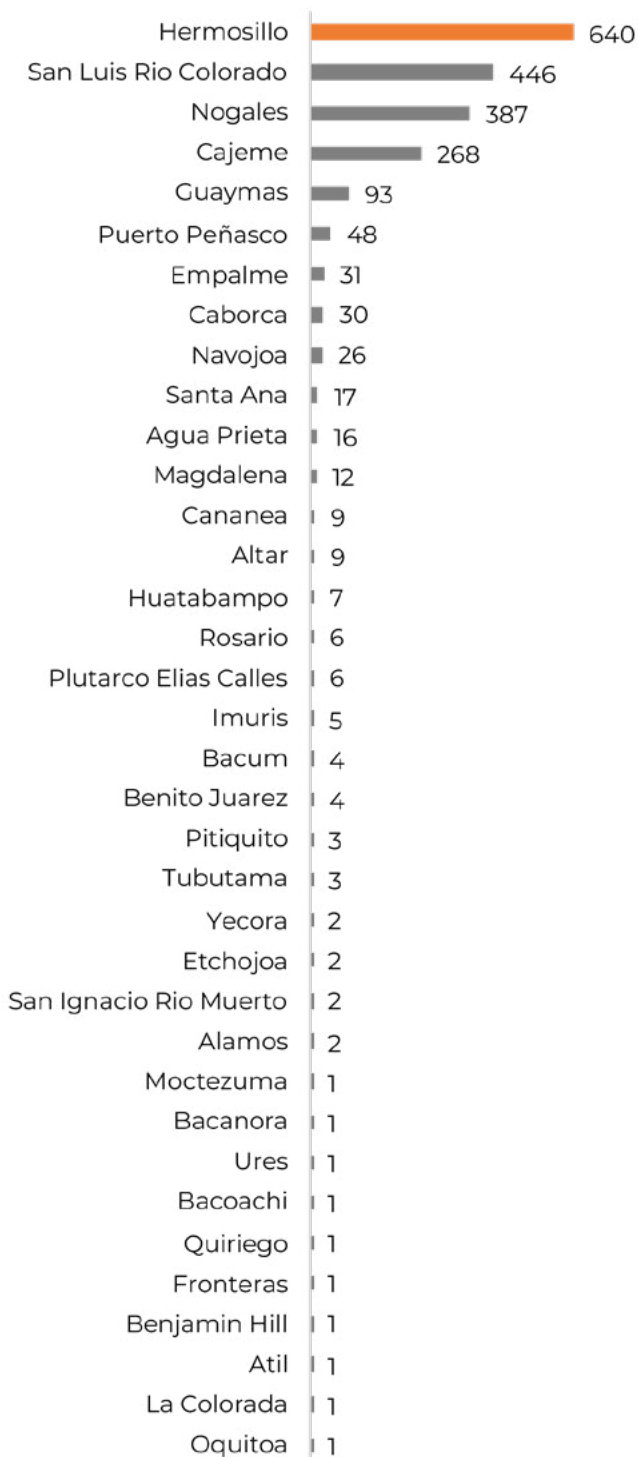 Hermosillo 640
San Luis Rio Colorado 446
Nogales 387
Cajeme 268
Guaymas 93
Puerto Peñasco 48
Empalme 31
Caborca 30
Navojoa 26
Santa Ana 17
Agua Prieta 16
Magdalena 12
Cananea 9
Altar 9
Huatabampo 7
Rosario 6
Plutarco Elias Calles 6
Imuris 5
Bacum 4
Benito Juarez 4
Pitiquito 3
Tubutama 3
Yecora 2
Etchojoa 2
San Ignacio Rio Muerto 2
Alamos 2
Moctezuma 1
Bacanora 1
Ures 1
Bacoachi 1
Quiriego 1
Fronteras 1
Benjamin Hill 1
Atil 1
La Colorada 1
Oquitoa 1